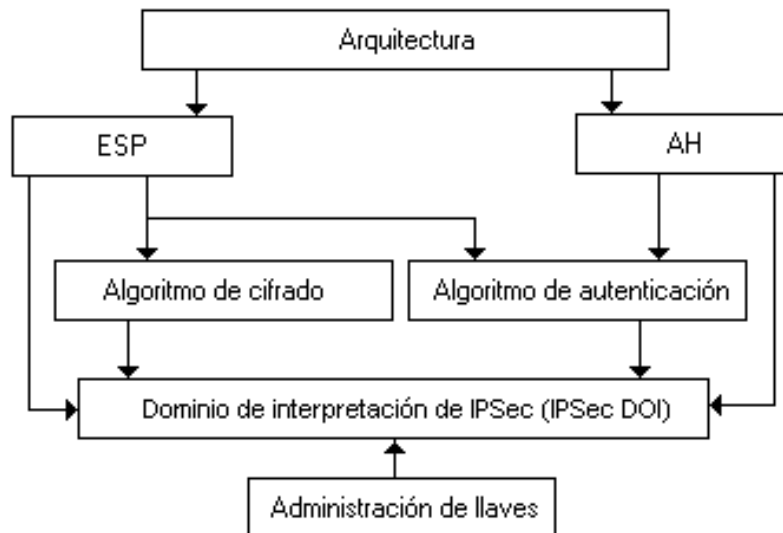 Arquitectura
ESP
AH
Algoritmo de cifrado
Algoritmo de autenticación
Dominio de interpretación de IPSec (IPSec DOI)
Administración de llaves